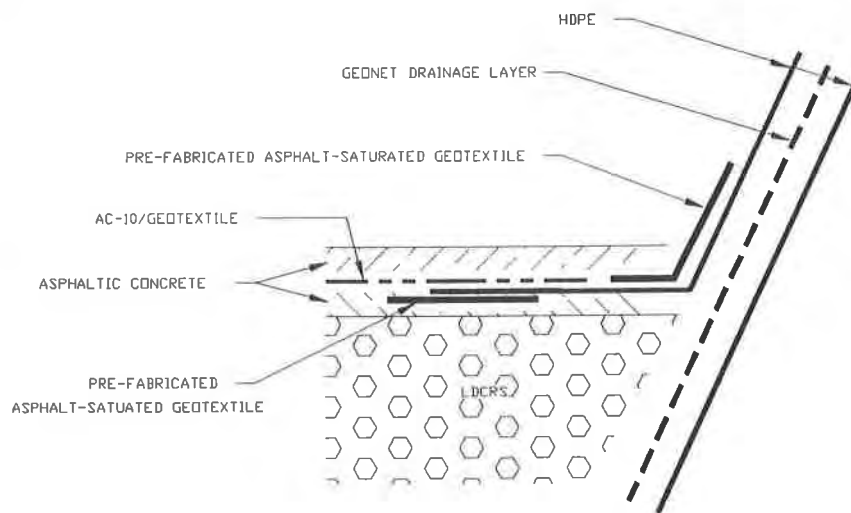 HDPE
GEONET DRAINAGE LAYER
PRE-FABRICATED ASPHALT-SATURATED GEOTEXTILE
AC-10/GEOTEXTILE
ASPHALTIC CONCRETE
PRE-FABRICATED
ASPHALT-SATUATED GEOTEXTILE
LDCRS